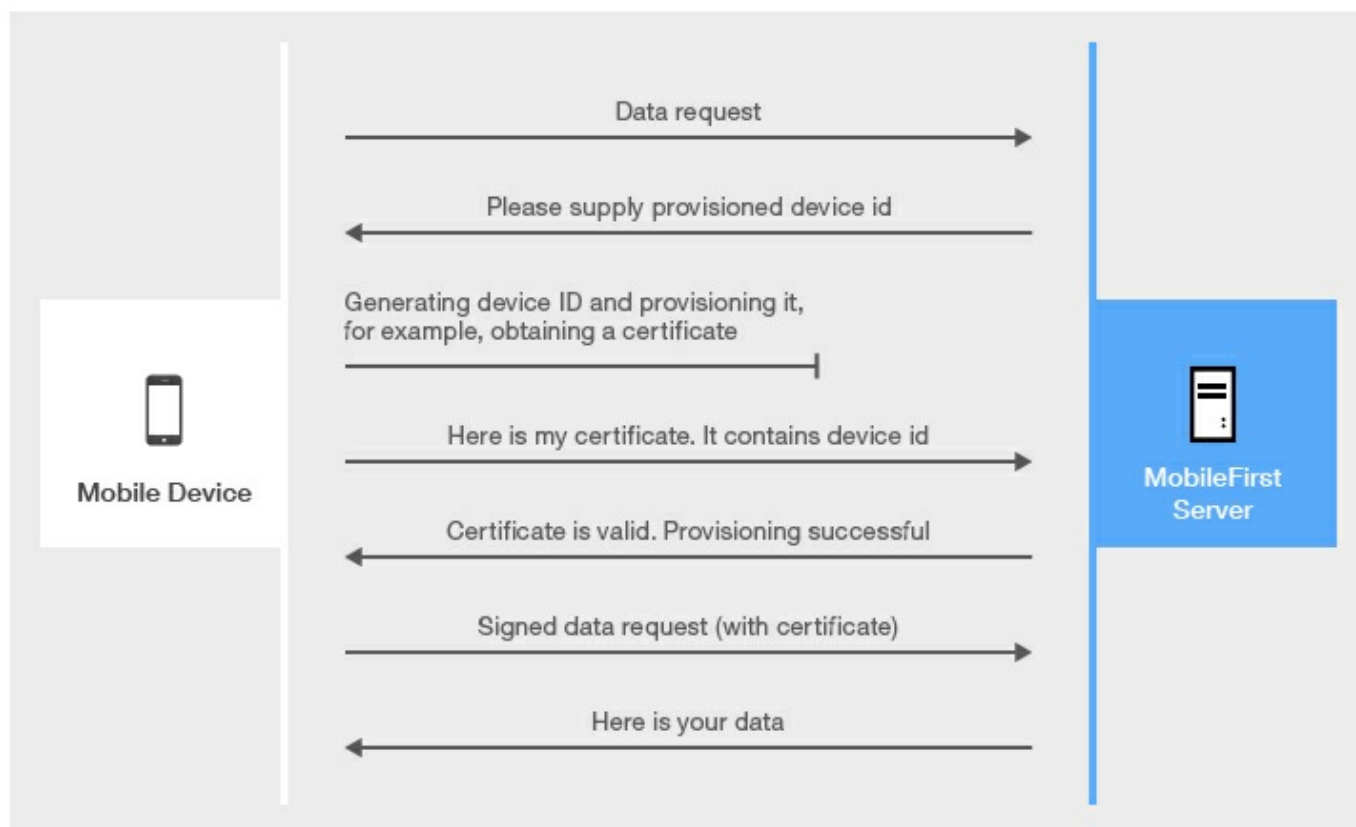 Data request
Please supply provisioned device id
Generating device ID and provisioning it,
for example, obtaining a certificate
Here is my certificate. It contains device id
Mobile Device
MobileFirst
Server
Certificate is valid. Provisioning successful
Signed data request (with certificate)
Here is your data